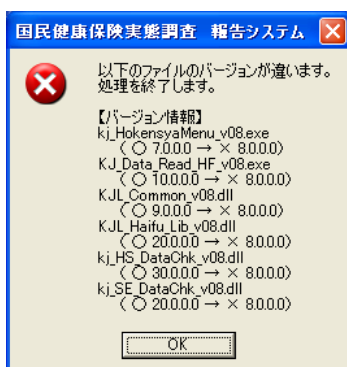 国民健康保険実態調査 報告システム
以下のファイルのバージョンが違います。
処理を終了します。
【バージョン情報】
kj_HokensyaMenu_v08.exe
( ○ 7.0.0.0 → × 8.0.0.0)
KJ_Data_Read_HF_v08.exe
( ○ 10.0.0.0 → × 8.0.0.0)
KJL_Common_v08.dll
( ○ 9.0.0.0 → × 8.0.0.0)
KJL_Haifu_Lib_v08.dll
( ○ 20.0.0.0 → × 8.0.0.0)
kj_HS_DataChk_v08.dll
( ○ 30.0.0.0 → × 8.0.0.0)
kj_SE_DataChk_v08.dll
( ○ 20.0.0.0 → × 8.0.0.0)
OK